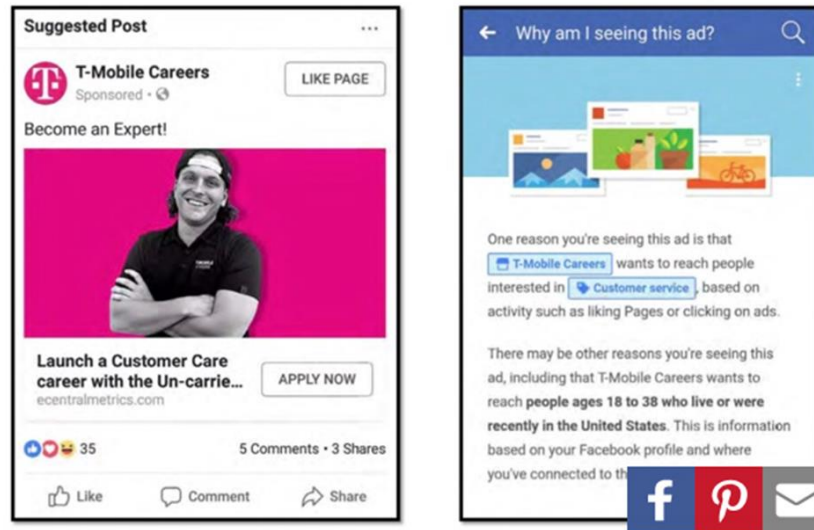 Suggested Post
T-Mobile Careers
Sponsored •
LIKE PAGE
Become an Expert!
Launch a Customer Care
career with the Un-carrie...
ecentralmetrics.com
APPLY NOW
35
5 Comments • 3 Shares
Like
Comment
Share
Why am I seeing this ad?
One reason you're seeing this ad is that
T-Mobile Careers wants to reach people
interested in Customer service, based on
activity such as liking Pages or clicking on ads.
There may be other reasons you're seeing this
ad, including that T-Mobile Careers wants to
reach people ages 18 to 38 who live or were
recently in the United States. This is information
based on your Facebook profile and where
you've connected to